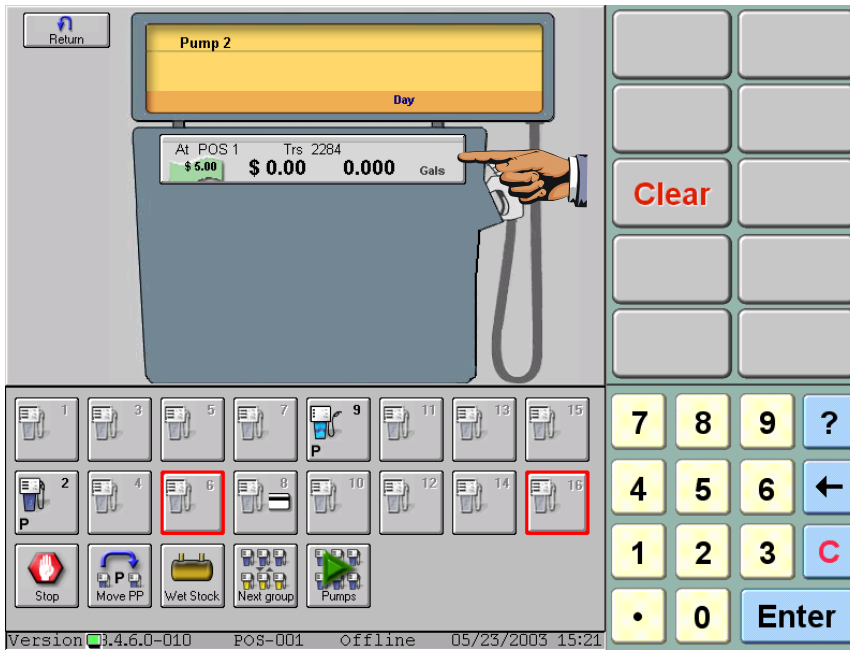 Return
Pump 2
Day
At POS 1 Trs 2284
$ 5.00 $ 0.00 0.000 Gals
Clear
1 3 5 7 9 11 13 15
P
2 4 6 8 10 12 14 16
P
Stop Move PP Wet Stock Next group Pumps
P
7 8 9 ?
4 5 6 ←
1 2 3 C
. 0 Enter
Version 3.4.6.0-010 POS-001 Offline 05/23/2003 15:21